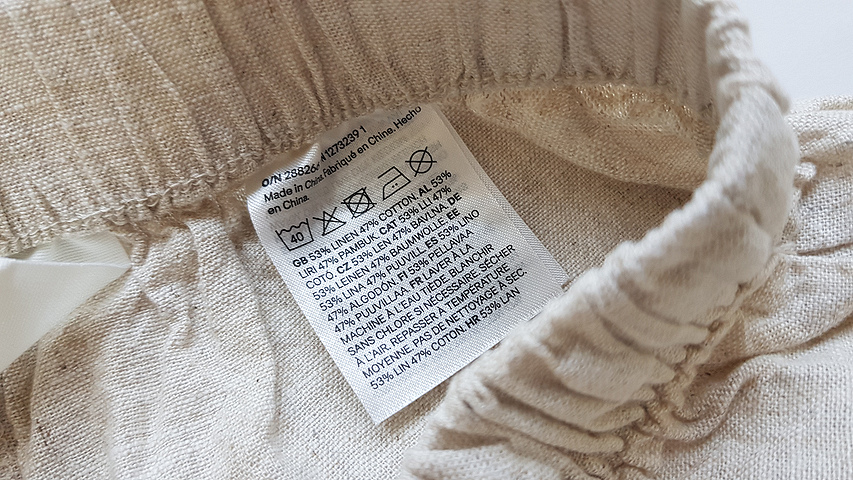 O/N 28826 1273239 1
Made in China Fabriqué en Chine. Hecho
en China.
40
GB 53% LINEN 47% COTTON. AL 53%
LIRI 47% PAMBUK. CAT 53% LLI 47%
COTÓ. CZ 53% LEN 47% BAVLNA. DE
53% LEINEN 47% BAUMWOLLE. EE
53% LINA 47% PUUVILL. ES 53% LINO
47% ALGODÓN. FI 53% PELLAVAA
47% PUUVILLAA. FR LAVER À LA
MACHINE À L'EAU TIÈDE BLANCHIR
SANS CHLORE SI NÉCESSAIRE. SÉCHER
À L'AIR. REPASSER À TEMPÉRATURE
MOYENNE. PAS DE NETTOYAGE À SEC.
53% LIN 47% COTON. HR 53% LAN